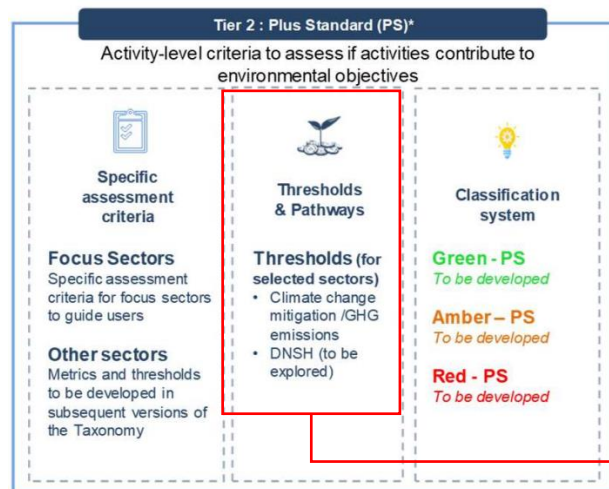 Tier 2 : Plus Standard (PS)*
Activity-level criteria to assess if activities contribute to
environmental objectives
Specific
assessment
criteria
Focus Sectors
Specific assessment
criteria for focus sectors
to guide users
Other sectors
Metrics and thresholds
to be developed in
subsequent versions of
the Taxonomy
Thresholds
& Pathways
Thresholds (for
selected sectors)
• Climate change
mitigation /GHG
emissions
• DNSH (to be
explored)
Classification
system
Green - PS
To be developed
Amber – PS
To be developed
Red - PS
To be developed